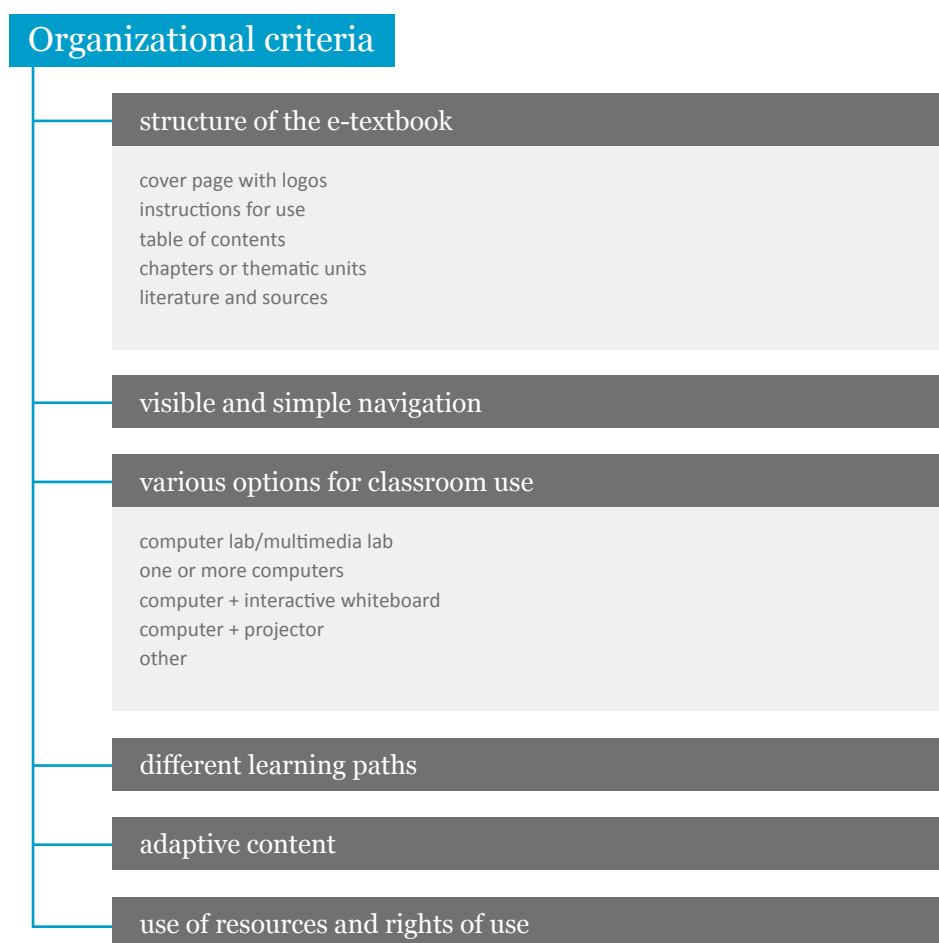 Organizational criteria
structure of the e-textbook
cover page with logos
instructions for use
table of contents
chapters or thematic units
literature and sources
visible and simple navigation
various options for classroom use
computer lab/multimedia lab
one or more computers
computer + interactive whiteboard
computer + projector
other
different learning paths
adaptive content
use of resources and rights of use